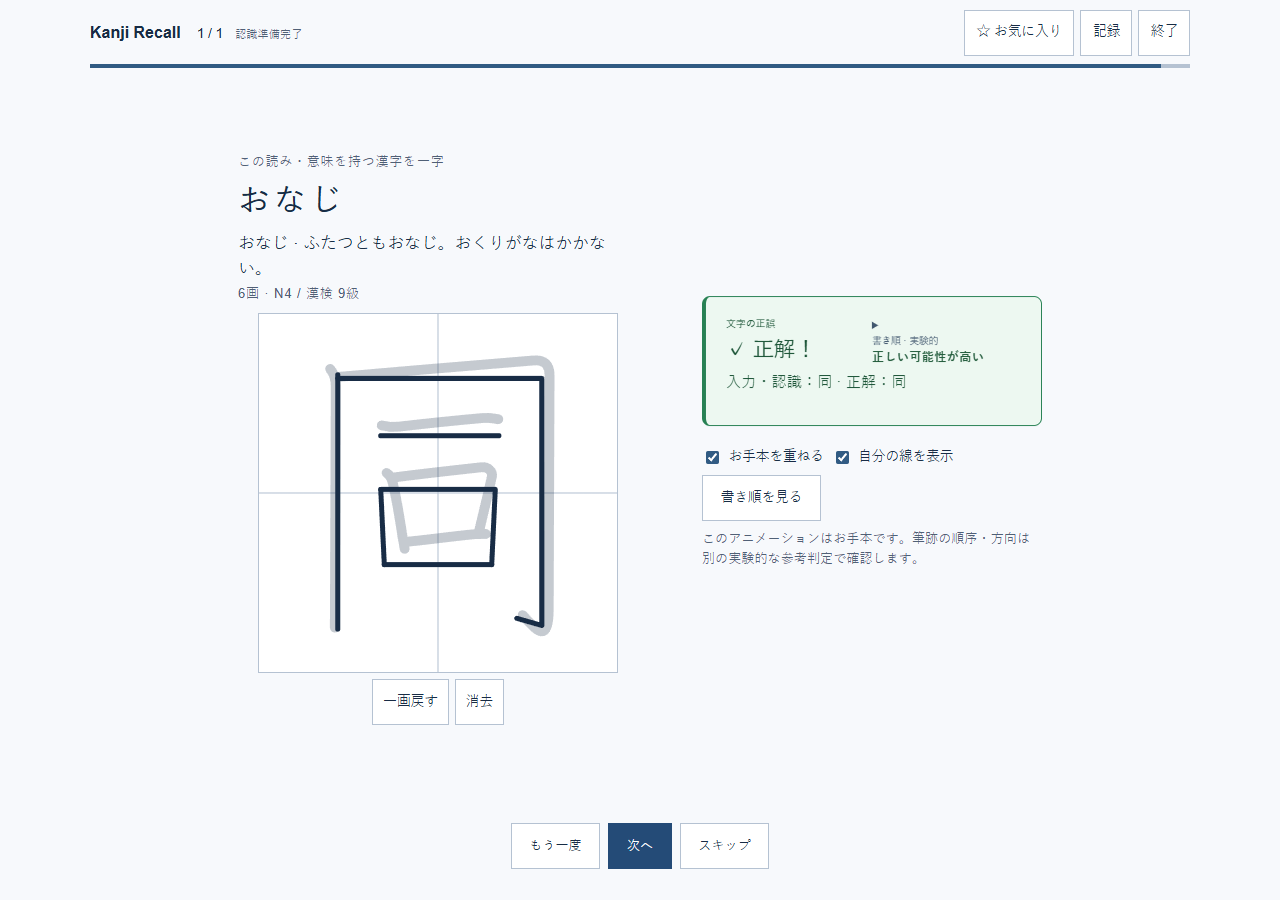 Kanji Recall 1 / 1 認識準備完了
☆ お気に入り 記録 終了
この読み・意味を持つ漢字を一字
おなじ
おなじ · ふたつともおなじ。おくりがなはかかな
い。
6画 · N4 / 漢検 9級
同
一画戻す 消去
文字の正誤
✓ 正解！
入力・認識：同 · 正解：同
▶
書き順 · 実験的
正しい可能性が高い
お手本を重ねる 自分の線を表示
書き順を見る
このアニメーションはお手本です。筆跡の順序・方向は
別の実験的な参考判定で確認します。
もう一度 次へ スキップ